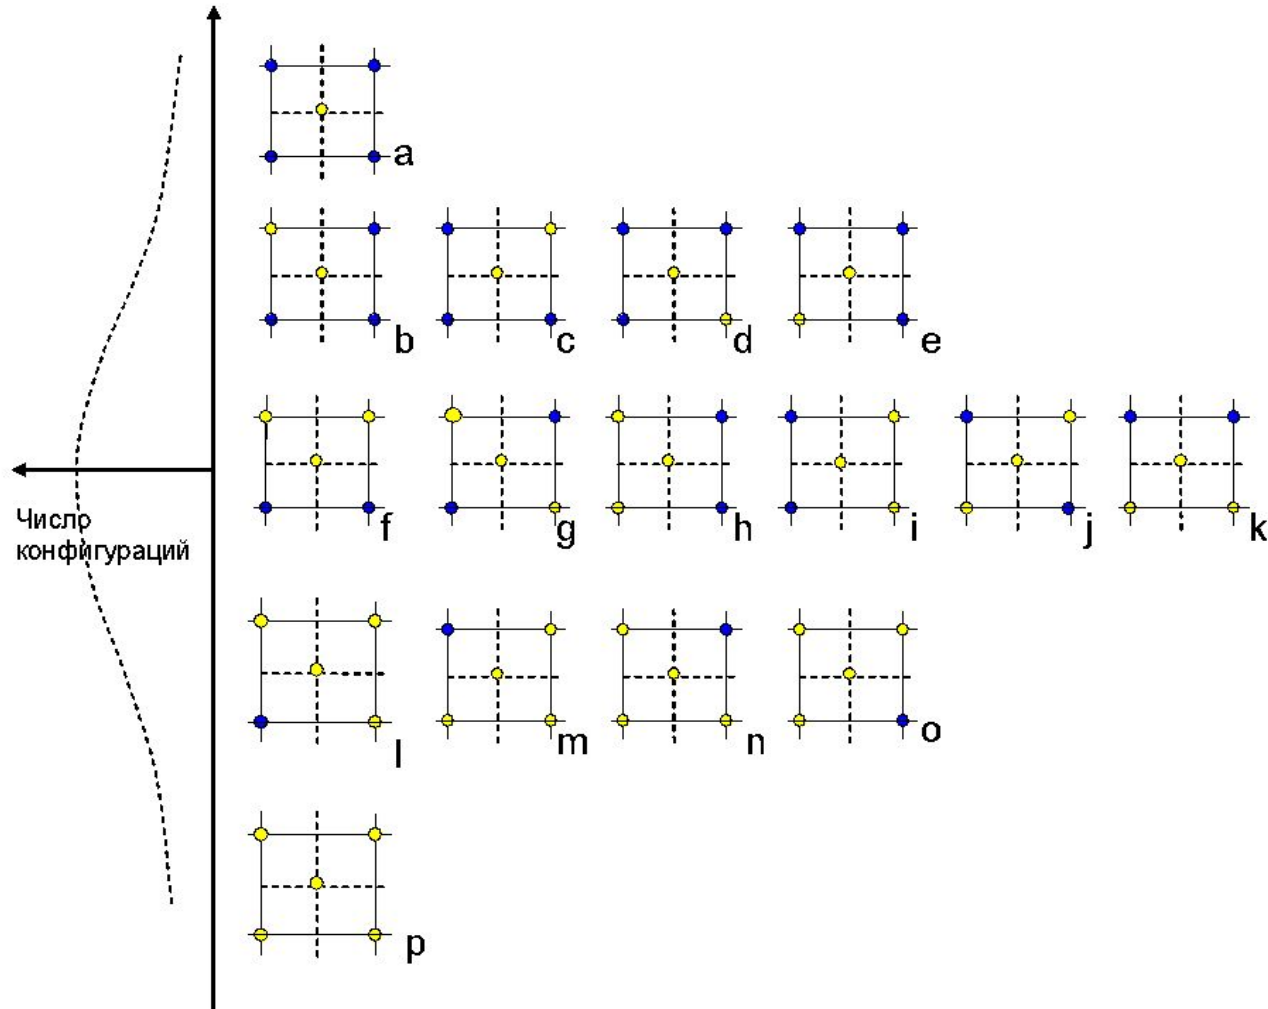 a
b c d e
f g h i j k
Число
конфигураций
l m n o
p